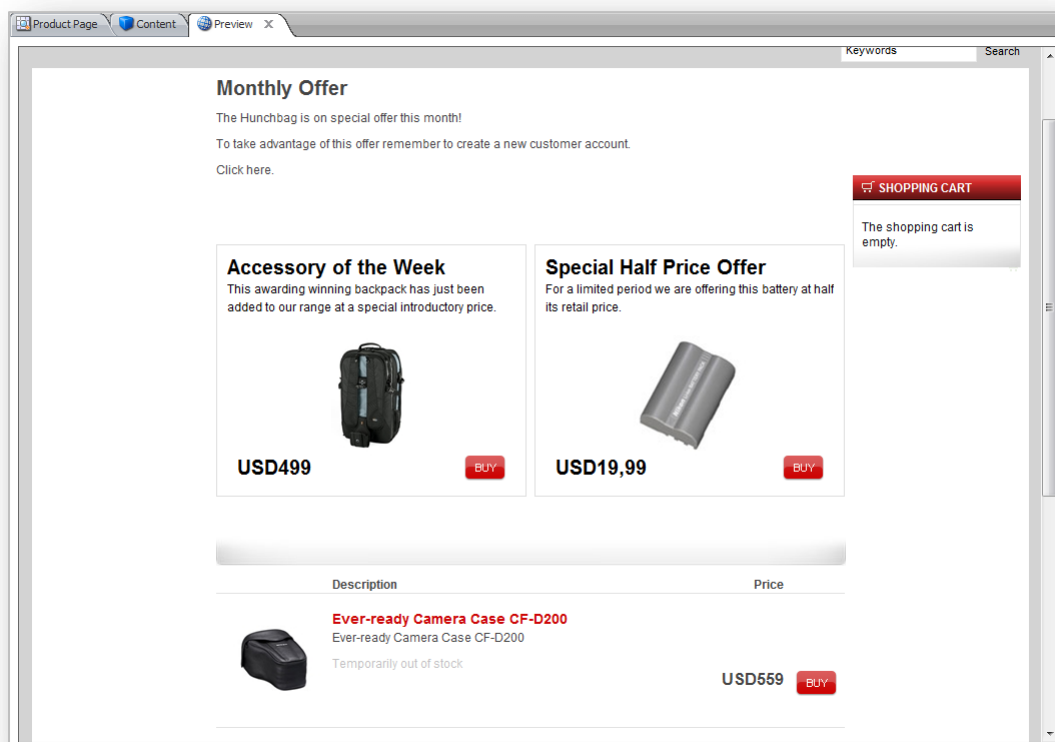 Product Page
Content
Preview X
Keywords
Search
Monthly Offer
The Hunchbag is on special offer this month!
To take advantage of this offer remember to create a new customer account.
Click here.
SHOPPING CART
The shopping cart is
empty.
Accessory of the Week
This awarding winning backpack has just been
added to our range at a special introductory price.
USD499
BUY
Special Half Price Offer
For a limited period we are offering this battery at half
its retail price.
USD19,99
BUY
Description
Price
Ever-ready Camera Case CF-D200
Ever-ready Camera Case CF-D200
Temporarily out of stock
USD559
BUY